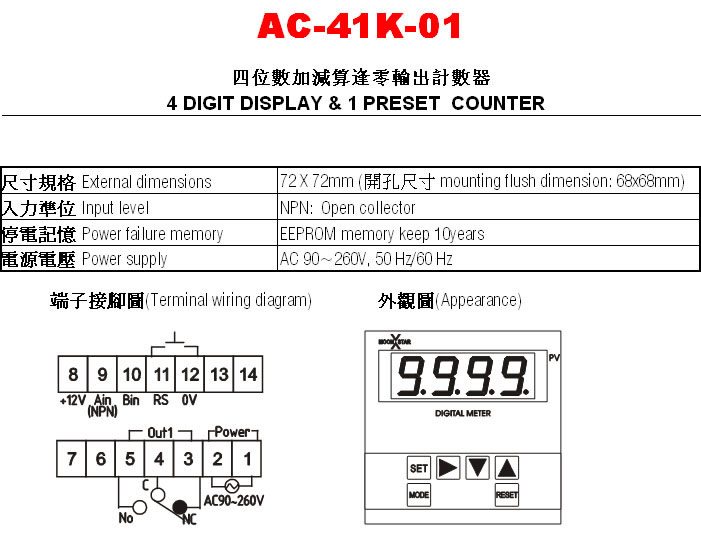 AC-41K-01
四位數加減算逢零輸出計數器
4 DIGIT DISPLAY & 1 PRESET COUNTER
尺寸規格 External dimensions 72 X 72mm (開孔尺寸 mounting flush dimension: 68x68mm)
入力準位 Input level NPN: Open collector
停電記憶 Power failure memory EEPROM memory keep 10years
電源電壓 Power supply AC 90~260V, 50 Hz/60 Hz
端子接腳圖(Terminal wiring diagram)
外觀圖(Appearance)
8 9 10 11 12 13 14
+12V Ain Bin RS 0V
(NPN)
Out1 Power
7 6 5 4 3 2 1
C
AC90~260V
No NC
MOON X STAR
PV
9.9.9.9.
DIGITAL METER
SET
MODE RESET